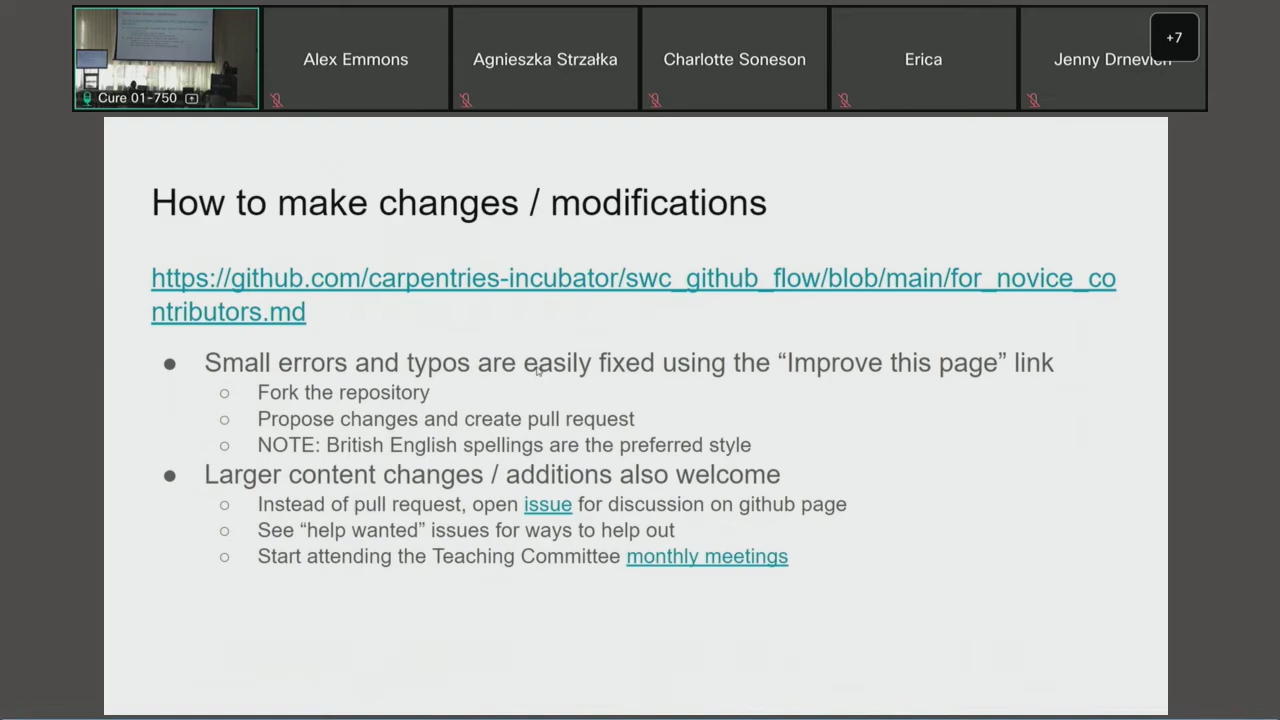 Cure 01-750
Alex Emmons
Agnieszka Strzałka
Charlotte Soneson
Erica
Jenny Drnevich
+7
How to make changes / modifications
https://github.com/carpentries-incubator/swc_github_flow/blob/main/for_novice_co
ntributors.md
● Small errors and typos are easily fixed using the “Improve this page” link
○ Fork the repository
○ Propose changes and create pull request
○ NOTE: British English spellings are the preferred style
● Larger content changes / additions also welcome
○ Instead of pull request, open issue for discussion on github page
○ See “help wanted” issues for ways to help out
○ Start attending the Teaching Committee monthly meetings